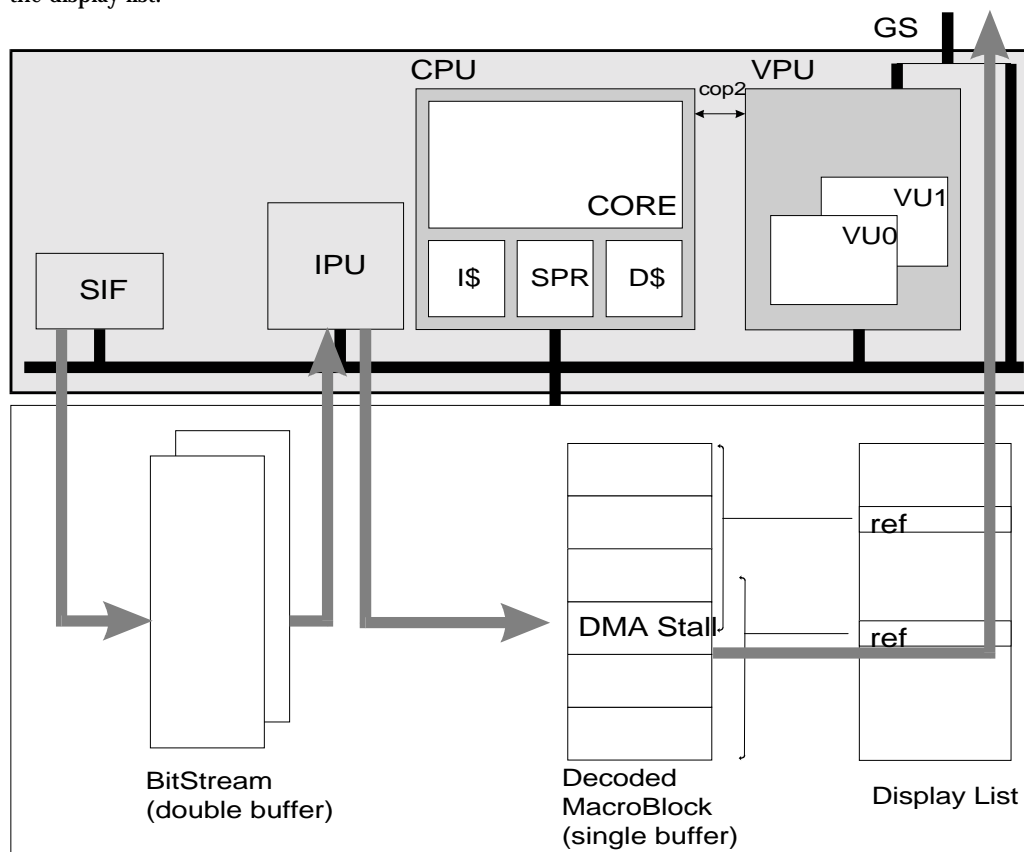 the display list.
GS
CPU
VPU
cop2
CORE
VU1
VU0
IPU
SIF
I$
SPR
D$
ref
DMA Stall
ref
BitStream
(double buffer)
Decoded
MacroBlock
(single buffer)
Display List